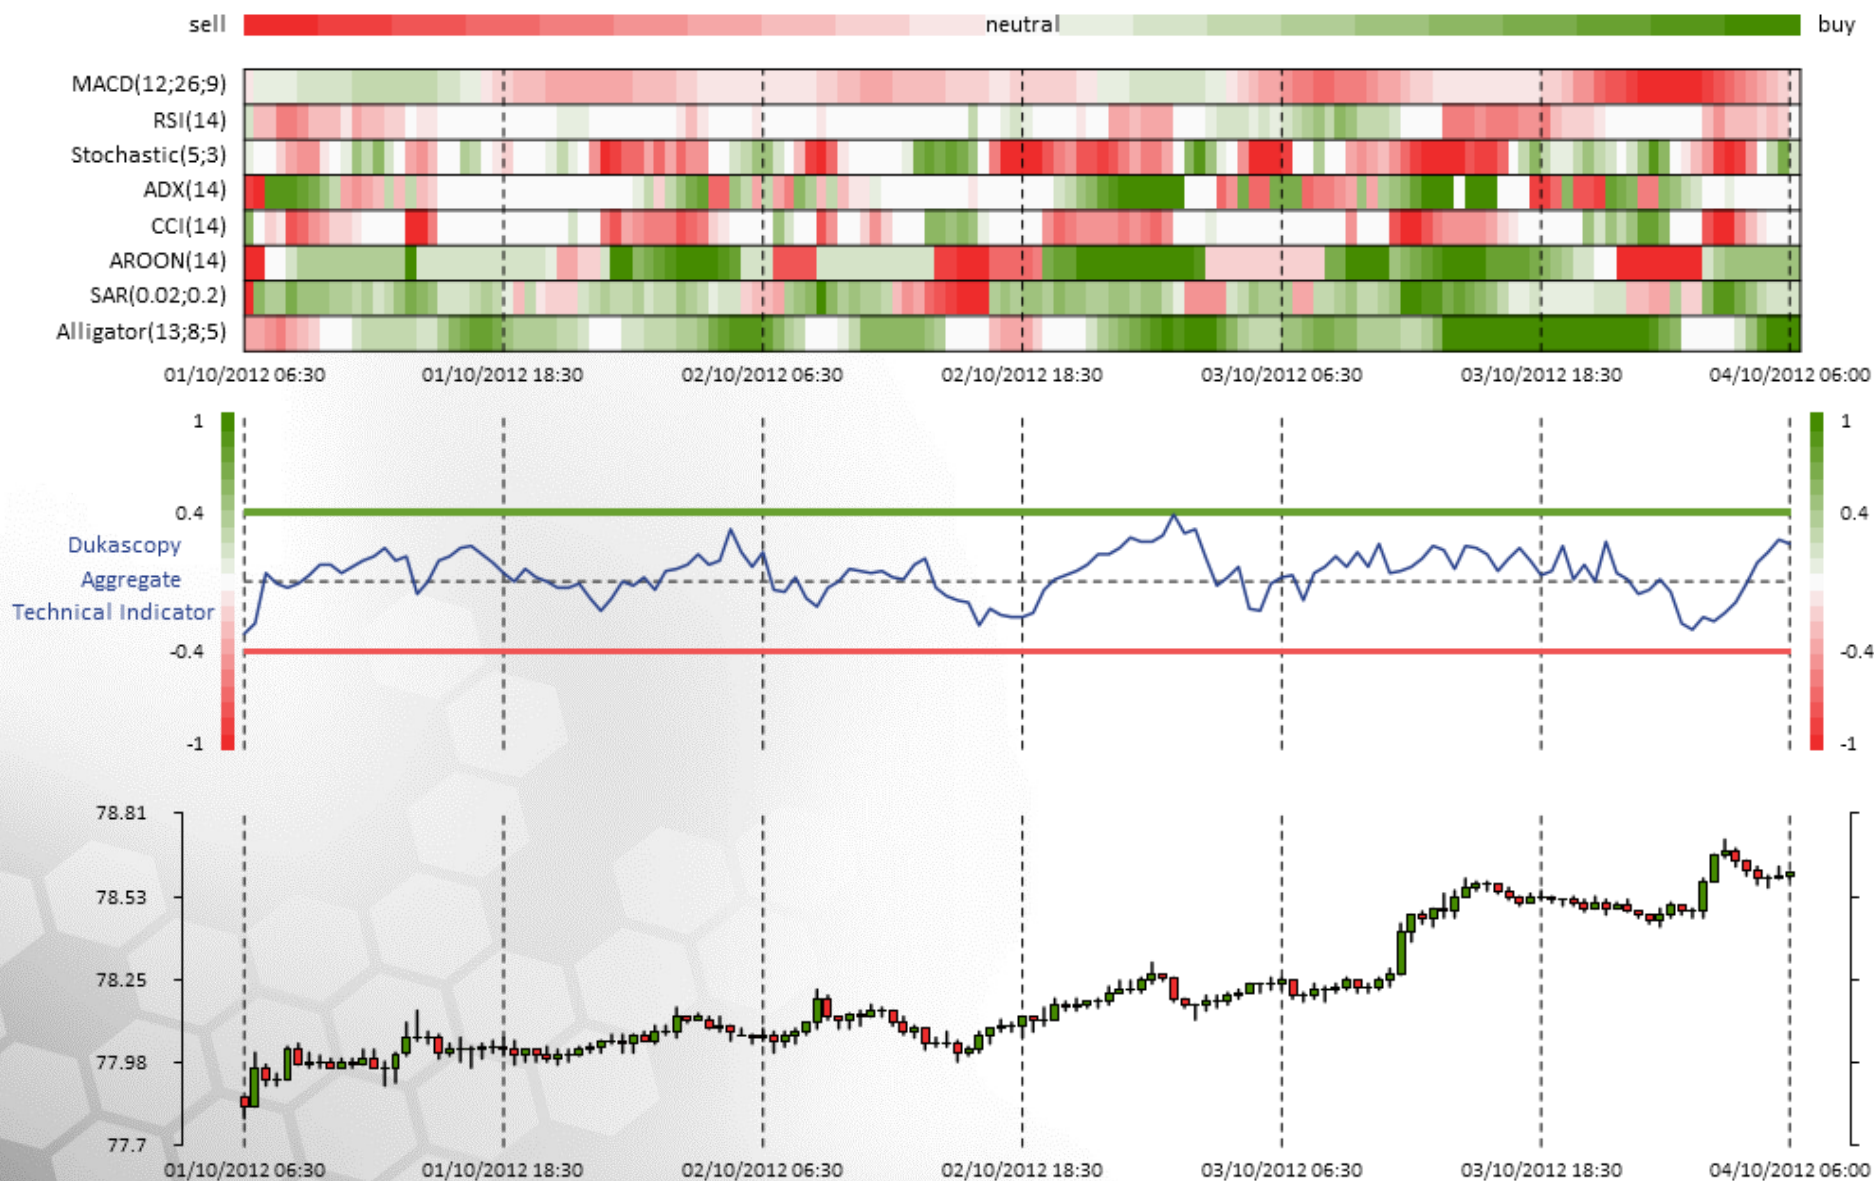 sell neutral buy
MACD(12;26;9)
RSI(14)
Stochastic(5;3)
ADX(14)
CCI(14)
AROON(14)
SAR(0.02;0.2)
Alligator(13;8;5)
01/10/2012 06:30 01/10/2012 18:30 02/10/2012 06:30 02/10/2012 18:30 03/10/2012 06:30 03/10/2012 18:30 04/10/2012 06:00
1 1
0.4 0.4
Dukascopy
Aggregate
Technical Indicator
-0.4 -0.4
-1 -1
78.81
78.53
78.25
77.98
77.7
01/10/2012 06:30 01/10/2012 18:30 02/10/2012 06:30 02/10/2012 18:30 03/10/2012 06:30 03/10/2012 18:30 04/10/2012 06:00